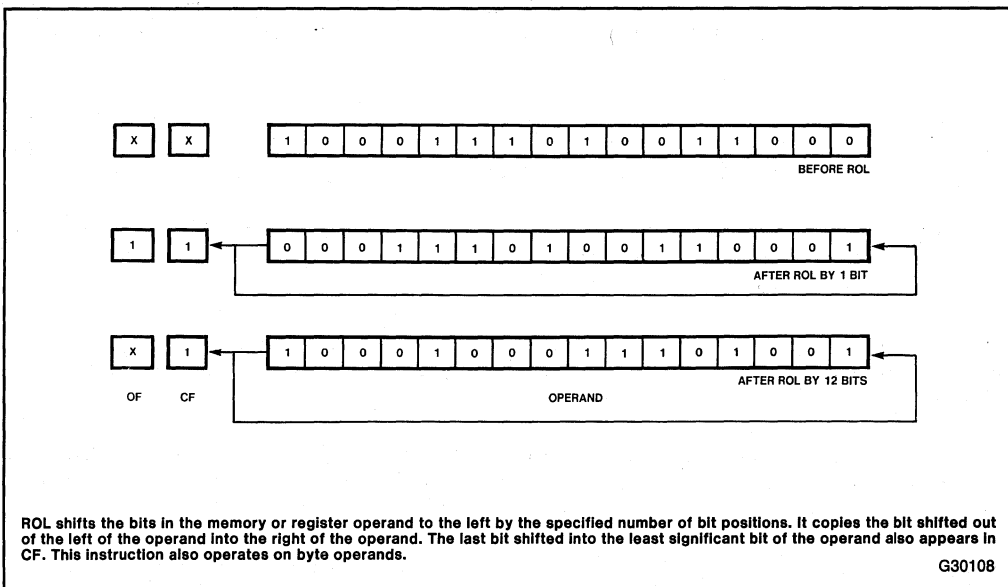 X X 1 0 0 0 1 1 1 0 1 0 0 1 1 0 0 0
BEFORE ROL
1 1 0 0 0 1 1 1 0 1 0 0 1 1 0 0 0 1
AFTER ROL BY 1 BIT
X 1 1 0 0 0 1 0 0 0 1 1 1 0 1 0 0 1
AFTER ROL BY 12 BITS
OF CF OPERAND
ROL shifts the bits in the memory or register operand to the left by the specified number of bit positions. It copies the bit shifted out
of the left of the operand into the right of the operand. The last bit shifted into the least significant bit of the operand also appears in
CF. This instruction also operates on byte operands.
G30108